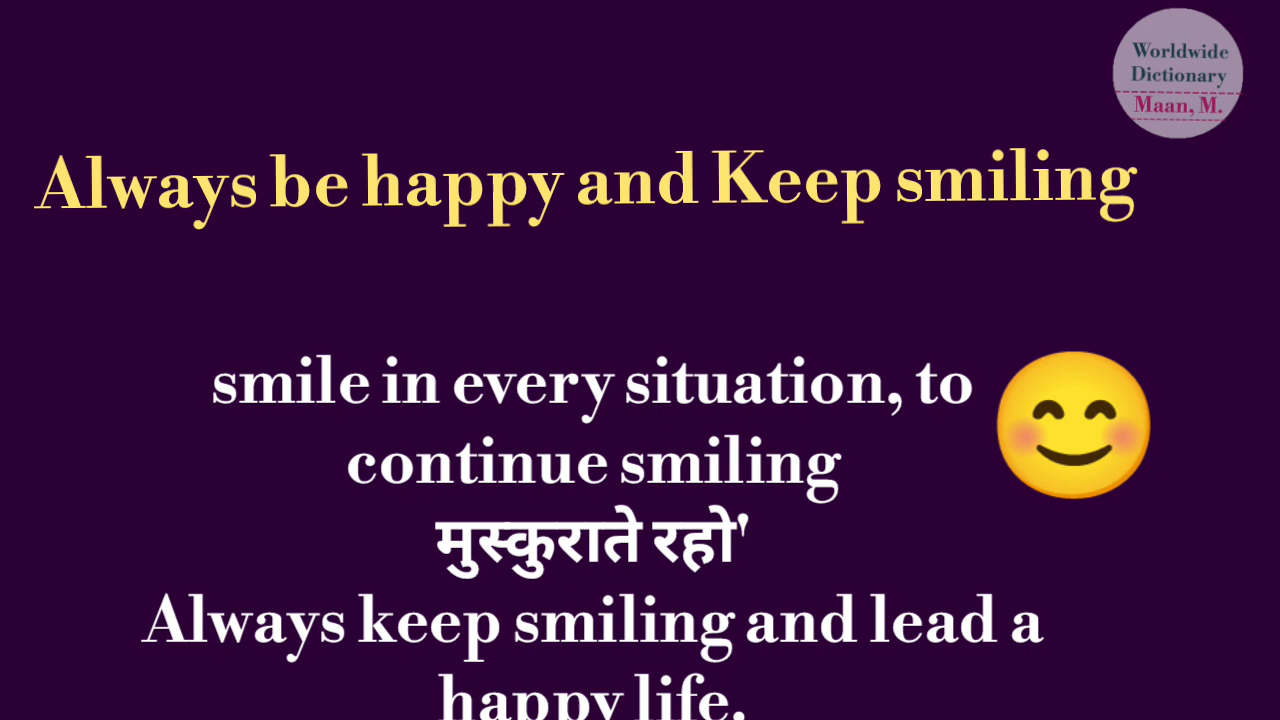 Worldwide
Dictionary
Maan, M.
Always be happy and Keep smiling
smile in every situation, to
continue smiling
मुस्कुराते रहो'
Always keep smiling and lead a
happy life.